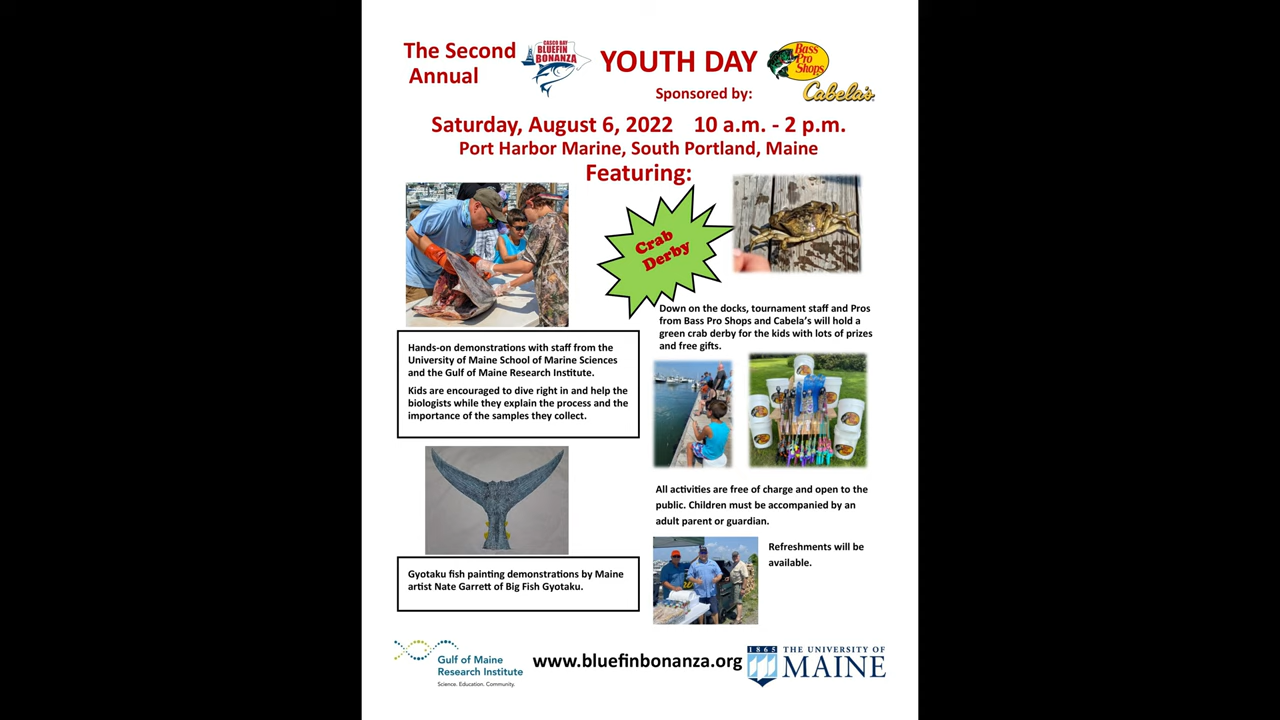 The Second
Annual
CASCO BAY
BLUEFIN
BONANZA
YOUTH DAY
Sponsored by:
Bass
Pro
Shops
Cabela's
Saturday, August 6, 2022 10 a.m. - 2 p.m.
Port Harbor Marine, South Portland, Maine
Featuring:
Crab
Derby
Down on the docks, tournament staff and Pros
from Bass Pro Shops and Cabela's will hold a
green crab derby for the kids with lots of prizes
and free gifts.
Hands-on demonstrations with staff from the
University of Maine School of Marine Sciences
and the Gulf of Maine Research Institute.
Kids are encouraged to dive right in and help the
biologists while they explain the process and the
importance of the samples they collect.
All activities are free of charge and open to the
public. Children must be accompanied by an
adult parent or guardian.
Refreshments will be
available.
Gyotaku fish painting demonstrations by Maine
artist Nate Garrett of Big Fish Gyotaku.
Gulf of Maine
Research Institute
Science. Education. Community.
www.bluefinbonanza.org
1865
THE UNIVERSITY OF
MAINE